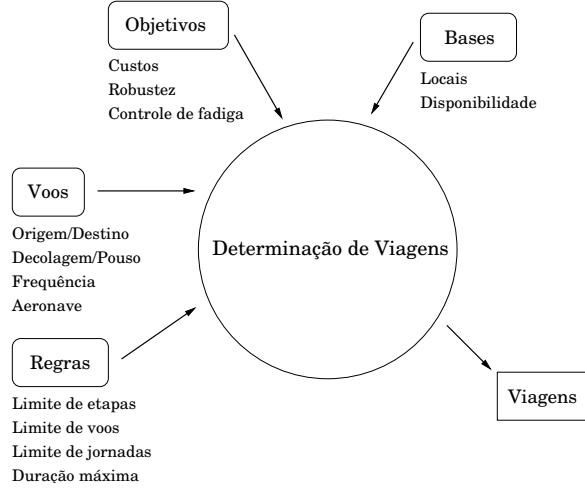 Objetivos
Custos
Robustez
Controle de fadiga
Bases
Locais
Disponibilidade
Voos
Origem/Destino
Decolagem/Pouso
Frequência
Aeronave
Determinação de Viagens
Regras
Limite de etapas
Limite de voos
Limite de jornadas
Duração máxima
Viagens